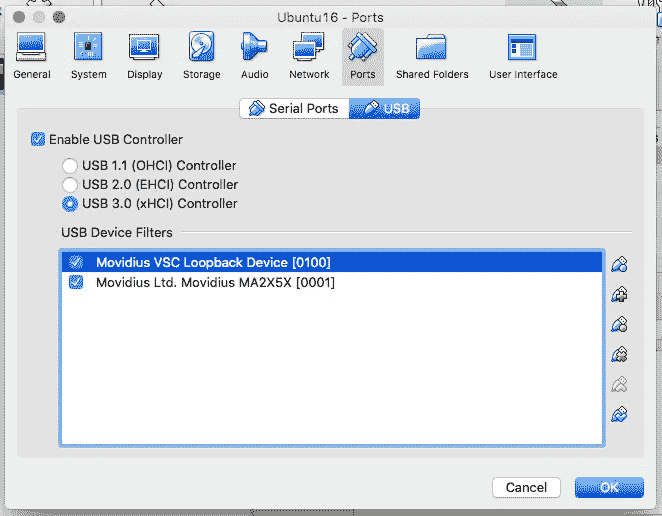 Ubuntu16 - Ports
General System Display Storage Audio Network Ports Shared Folders User Interface
Serial Ports USB
Enable USB Controller
USB 1.1 (OHCI) Controller
USB 2.0 (EHCI) Controller
USB 3.0 (xHCI) Controller
USB Device Filters
Movidius VSC Loopback Device [0100]
Movidius Ltd. Movidius MA2X5X [0001]
Cancel OK